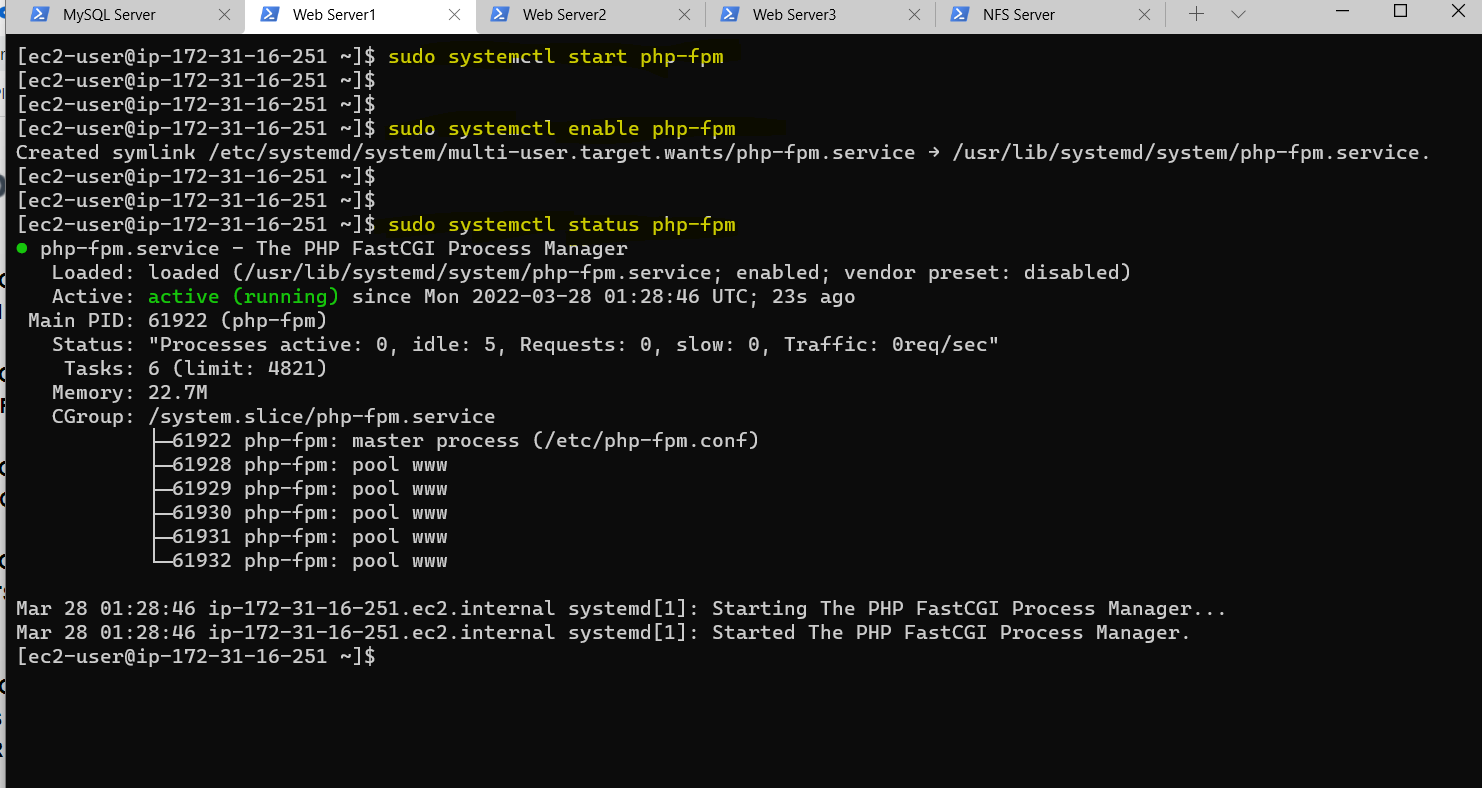 MySQL Server Web Server1 Web Server2 Web Server3 NFS Server
[ec2-user@ip-172-31-16-251 ~]$ sudo systemctl start php-fpm
[ec2-user@ip-172-31-16-251 ~]$
[ec2-user@ip-172-31-16-251 ~]$
[ec2-user@ip-172-31-16-251 ~]$ sudo systemctl enable php-fpm
Created symlink /etc/systemd/system/multi-user.target.wants/php-fpm.service → /usr/lib/systemd/system/php-fpm.service.
[ec2-user@ip-172-31-16-251 ~]$
[ec2-user@ip-172-31-16-251 ~]$
[ec2-user@ip-172-31-16-251 ~]$ sudo systemctl status php-fpm
● php-fpm.service - The PHP FastCGI Process Manager
Loaded: loaded (/usr/lib/systemd/system/php-fpm.service; enabled; vendor preset: disabled)
Active: active (running) since Mon 2022-03-28 01:28:46 UTC; 23s ago
Main PID: 61922 (php-fpm)
Status: "Processes active: 0, idle: 5, Requests: 0, slow: 0, Traffic: 0req/sec"
Tasks: 6 (limit: 4821)
Memory: 22.7M
CGroup: /system.slice/php-fpm.service
├─61922 php-fpm: master process (/etc/php-fpm.conf)
├─61928 php-fpm: pool www
├─61929 php-fpm: pool www
├─61930 php-fpm: pool www
├─61931 php-fpm: pool www
└─61932 php-fpm: pool www
Mar 28 01:28:46 ip-172-31-16-251.ec2.internal systemd[1]: Starting The PHP FastCGI Process Manager...
Mar 28 01:28:46 ip-172-31-16-251.ec2.internal systemd[1]: Started The PHP FastCGI Process Manager.
[ec2-user@ip-172-31-16-251 ~]$